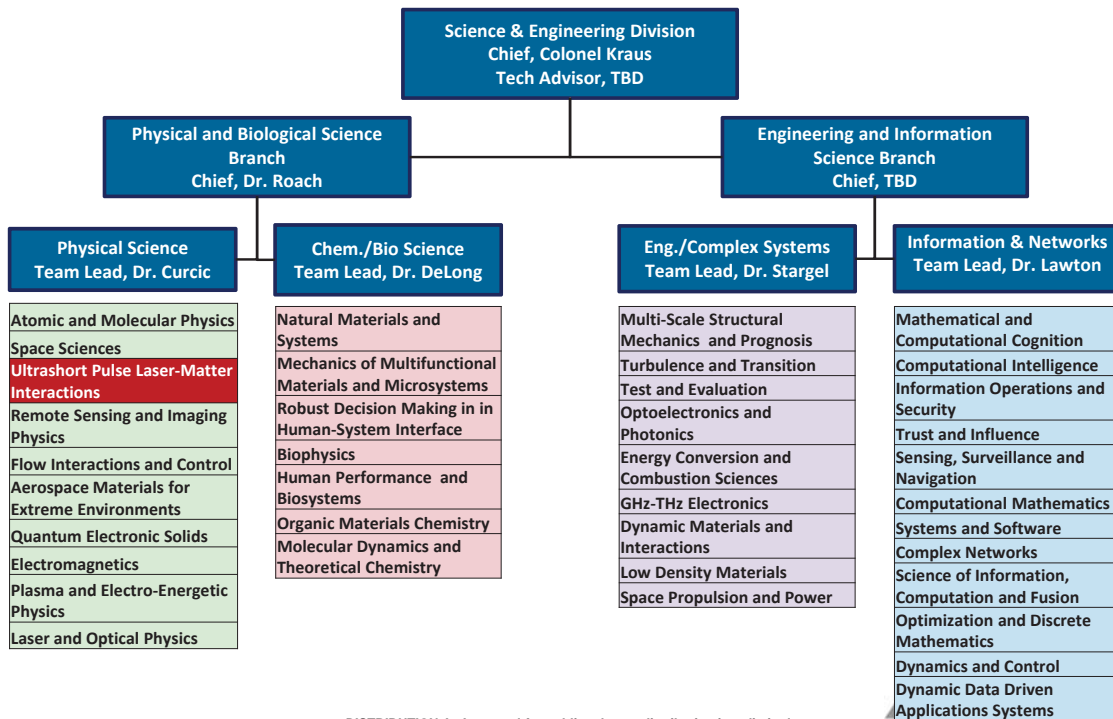 Science & Engineering Division
Chief, Colonel Kraus
Tech Advisor, TBD
Physical and Biological Science
Branch
Chief, Dr. Roach
Engineering and Information
Science Branch
Chief, TBD
Physical Science
Team Lead, Dr. Curcic
Chem./Bio Science
Team Lead, Dr. DeLong
Eng./Complex Systems
Team Lead, Dr. Stargel
Information & Networks
Team Lead, Dr. Lawton
Atomic and Molecular Physics
Space Sciences
Ultrashort Pulse Laser-Matter
Interactions
Remote Sensing and Imaging
Physics
Flow Interactions and Control
Aerospace Materials for
Extreme Environments
Quantum Electronic Solids
Electromagnetics
Plasma and Electro-Energetic
Physics
Laser and Optical Physics
Natural Materials and
Systems
Mechanics of Multifunctional
Materials and Microsystems
Robust Decision Making in in
Human-System Interface
Biophysics
Human Performance and
Biosystems
Organic Materials Chemistry
Molecular Dynamics and
Theoretical Chemistry
Multi-Scale Structural
Mechanics and Prognosis
Turbulence and Transition
Test and Evaluation
Optoelectronics and
Photonics
Energy Conversion and
Combustion Sciences
GHz-THz Electronics
Dynamic Materials and
Interactions
Low Density Materials
Space Propulsion and Power
Mathematical and
Computational Cognition
Computational Intelligence
Information Operations and
Security
Trust and Influence
Sensing, Surveillance and
Navigation
Computational Mathematics
Systems and Software
Complex Networks
Science of Information,
Computation and Fusion
Optimization and Discrete
Mathematics
Dynamics and Control
Dynamic Data Driven
Applications Systems